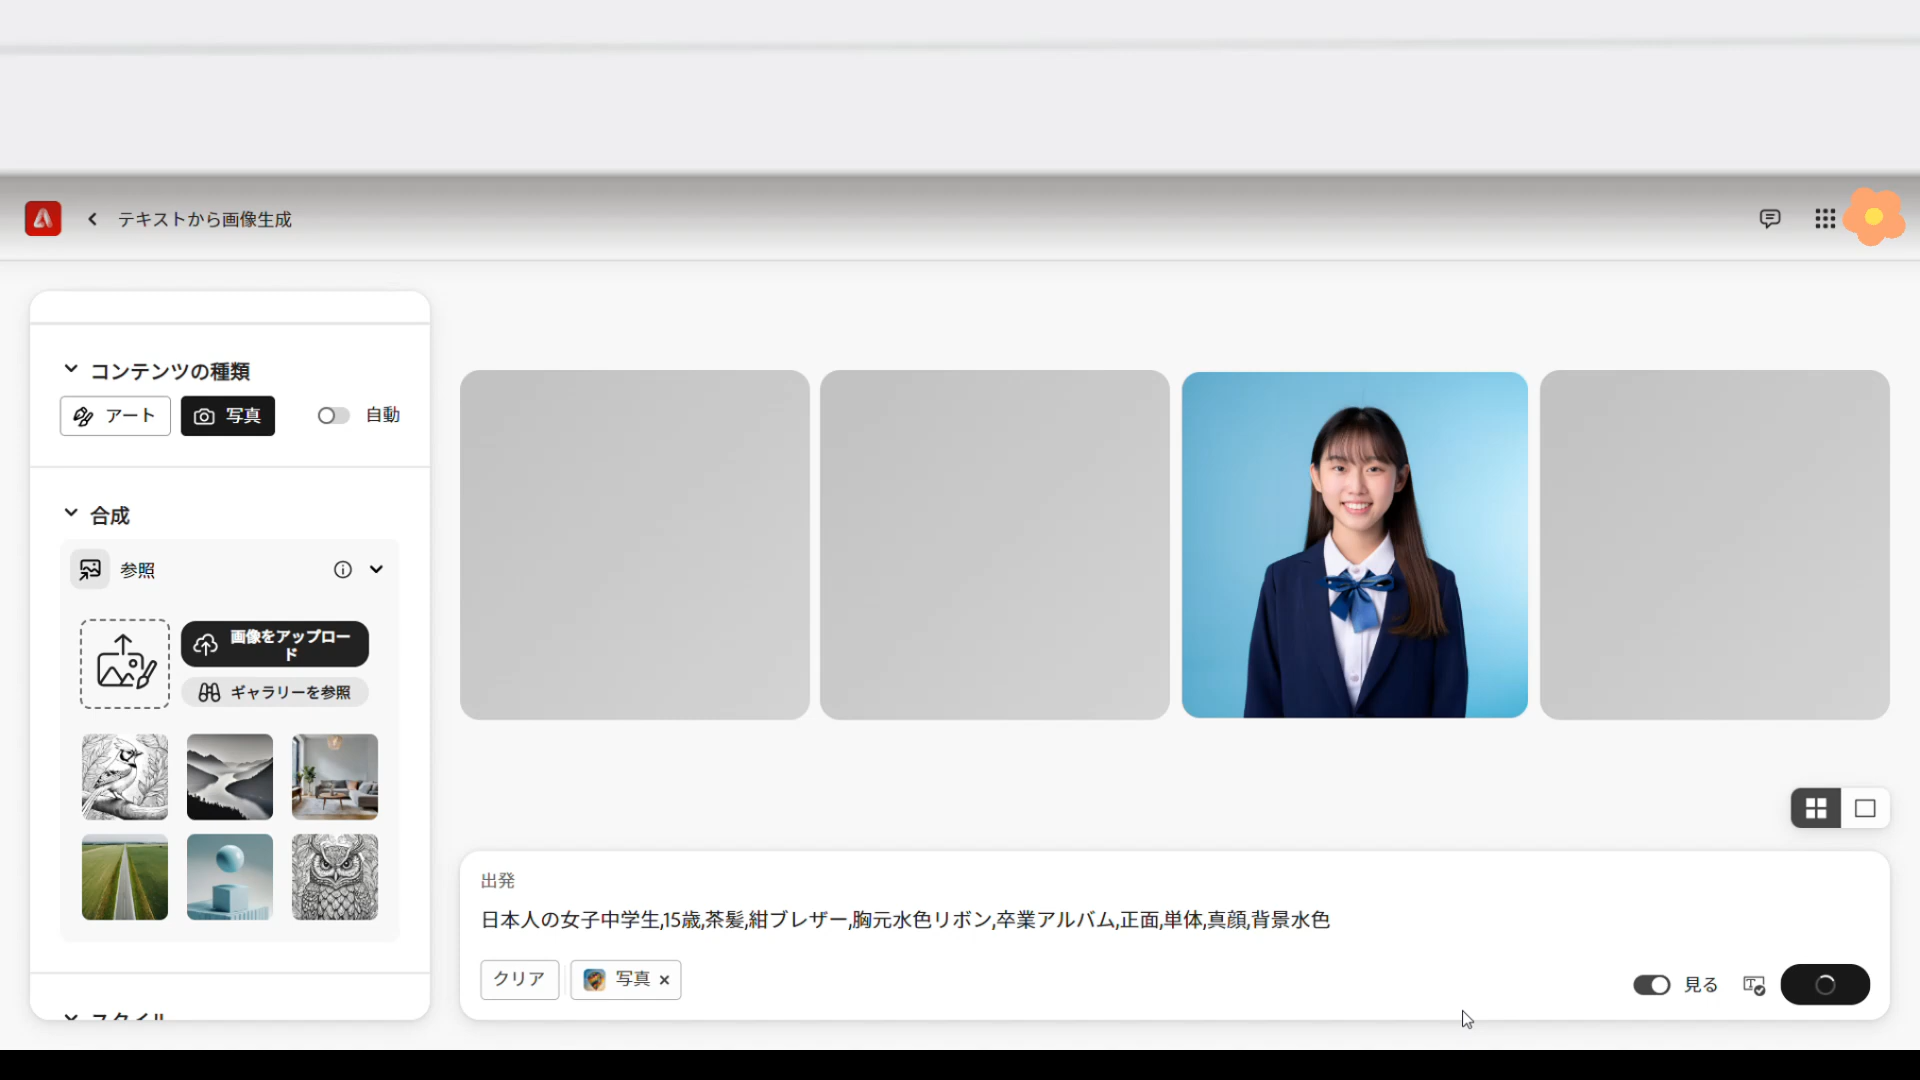 テキストから画像生成
コンテンツの種類
アート
写真
自動
合成
参照
画像をアップロー
ド
ギャラリーを参照
スタイル
出発
日本人の女子中学生,15歳,茶髪,紺ブレザー,胸元水色リボン,卒業アルバム,正面,単体,真顔,背景水色
クリア
写真
見る